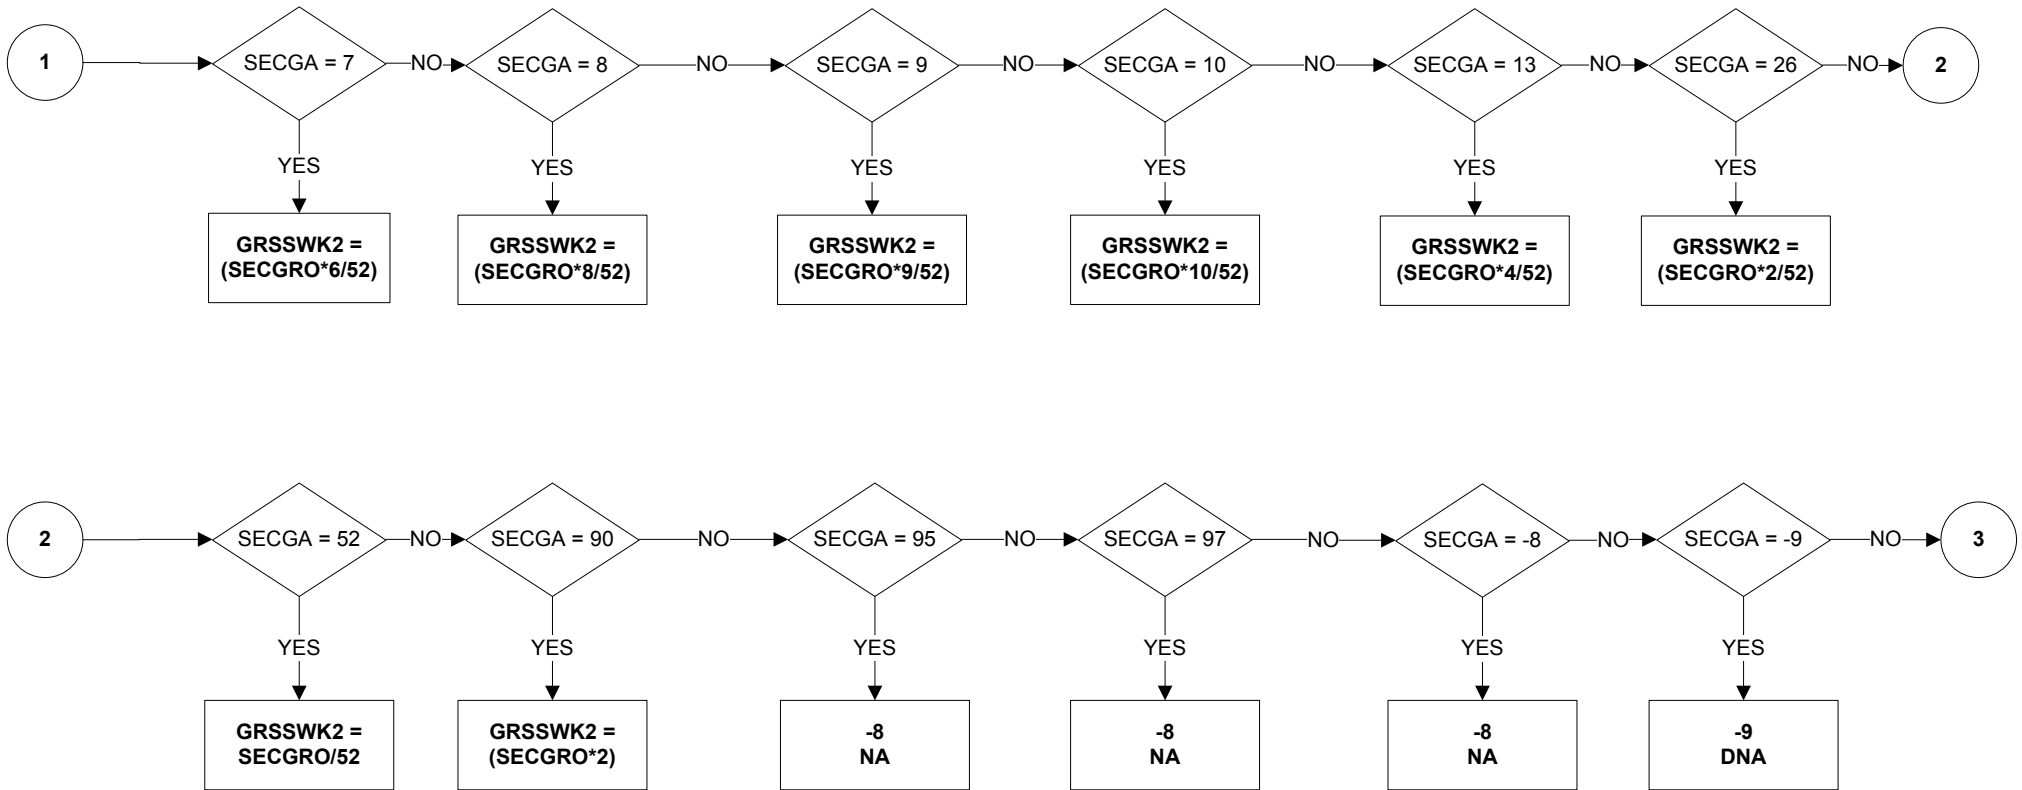 1
SECGA = 7
NO
SECGA = 8
NO
SECGA = 9
NO
SECGA = 10
NO
SECGA = 13
NO
SECGA = 26
NO
2
YES
YES
YES
YES
YES
YES
GRSSWK2 =
(SECGRO*6/52)
GRSSWK2 =
(SECGRO*8/52)
GRSSWK2 =
(SECGRO*9/52)
GRSSWK2 =
(SECGRO*10/52)
GRSSWK2 =
(SECGRO*4/52)
GRSSWK2 =
(SECGRO*2/52)
2
SECGA = 52
NO
SECGA = 90
NO
SECGA = 95
NO
SECGA = 97
NO
SECGA = -8
NO
SECGA = -9
NO
3
YES
YES
YES
YES
YES
YES
GRSSWK2 =
SECGRO/52
GRSSWK2 =
(SECGRO*2)
-8
NA
-8
NA
-8
NA
-9
DNA